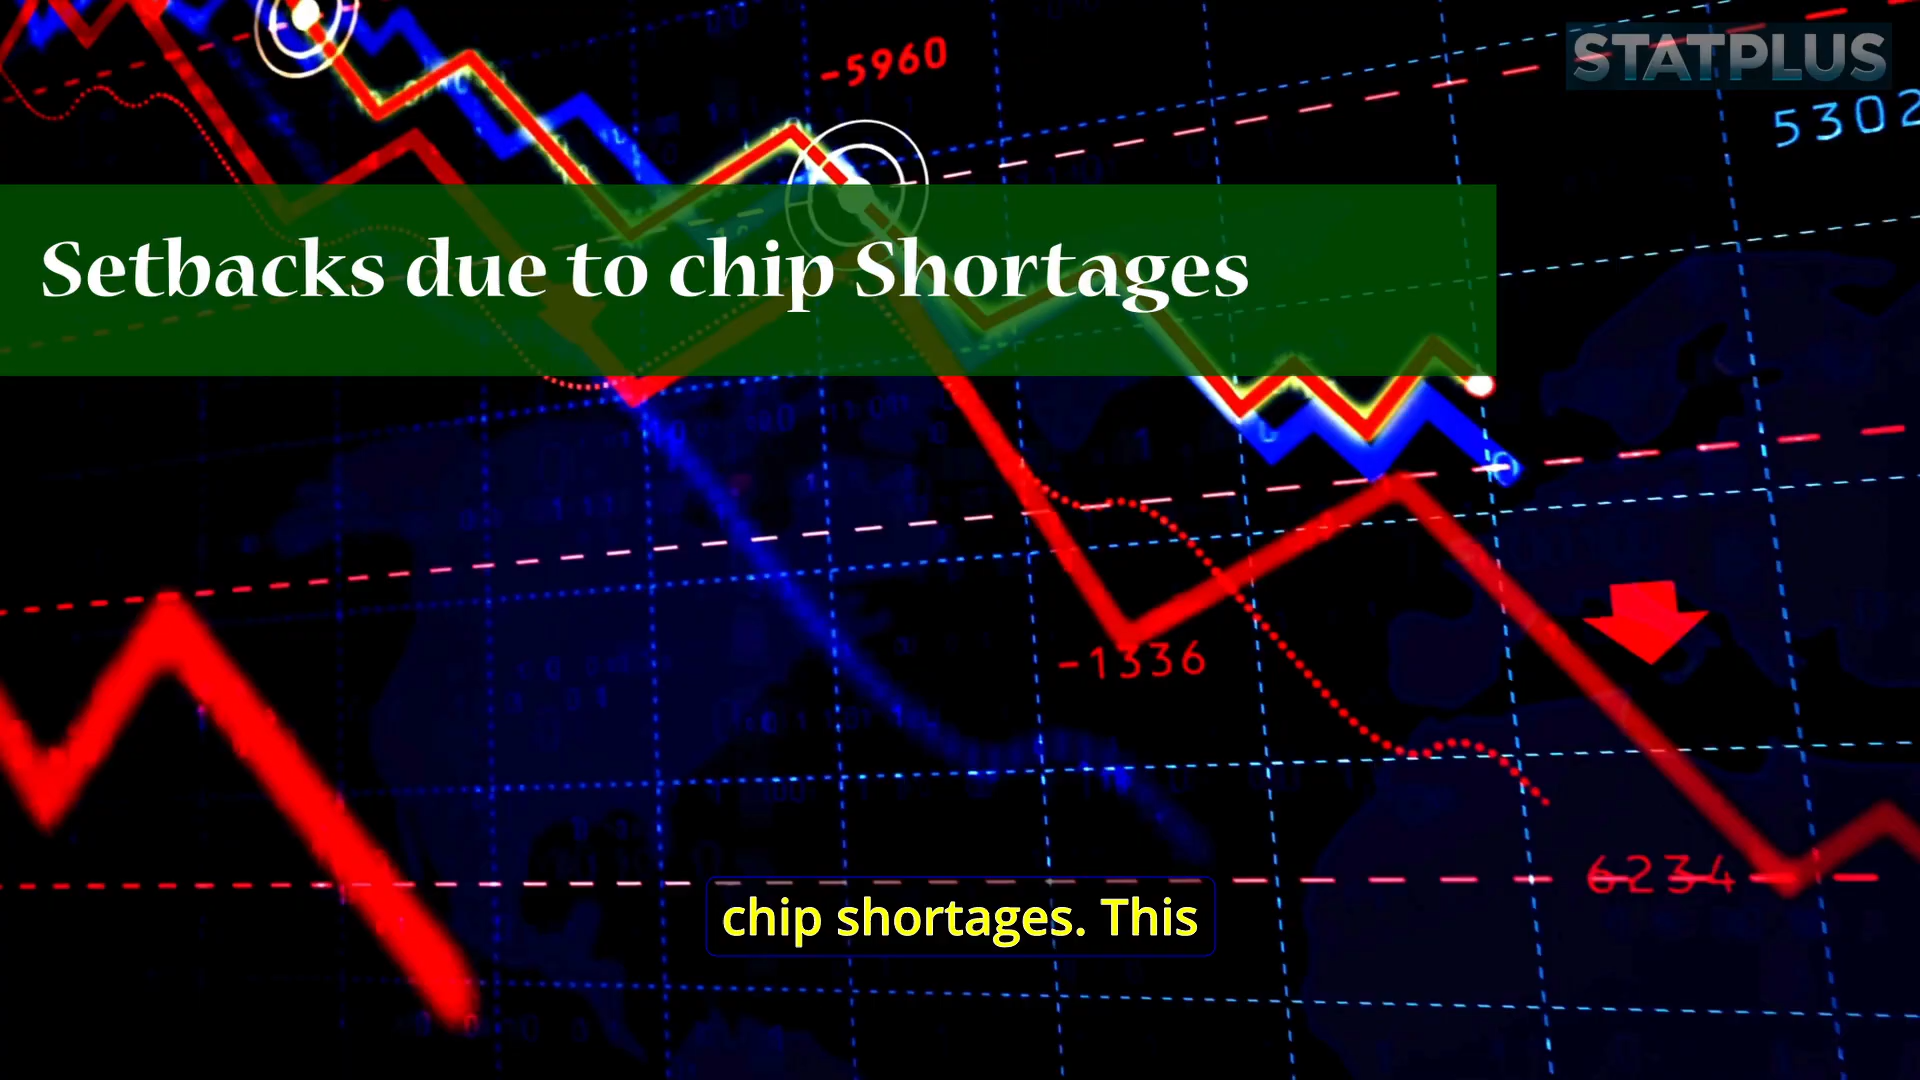 -5960
STATPLUS
5302
Setbacks due to chip Shortages
-1336
6234
chip shortages. This